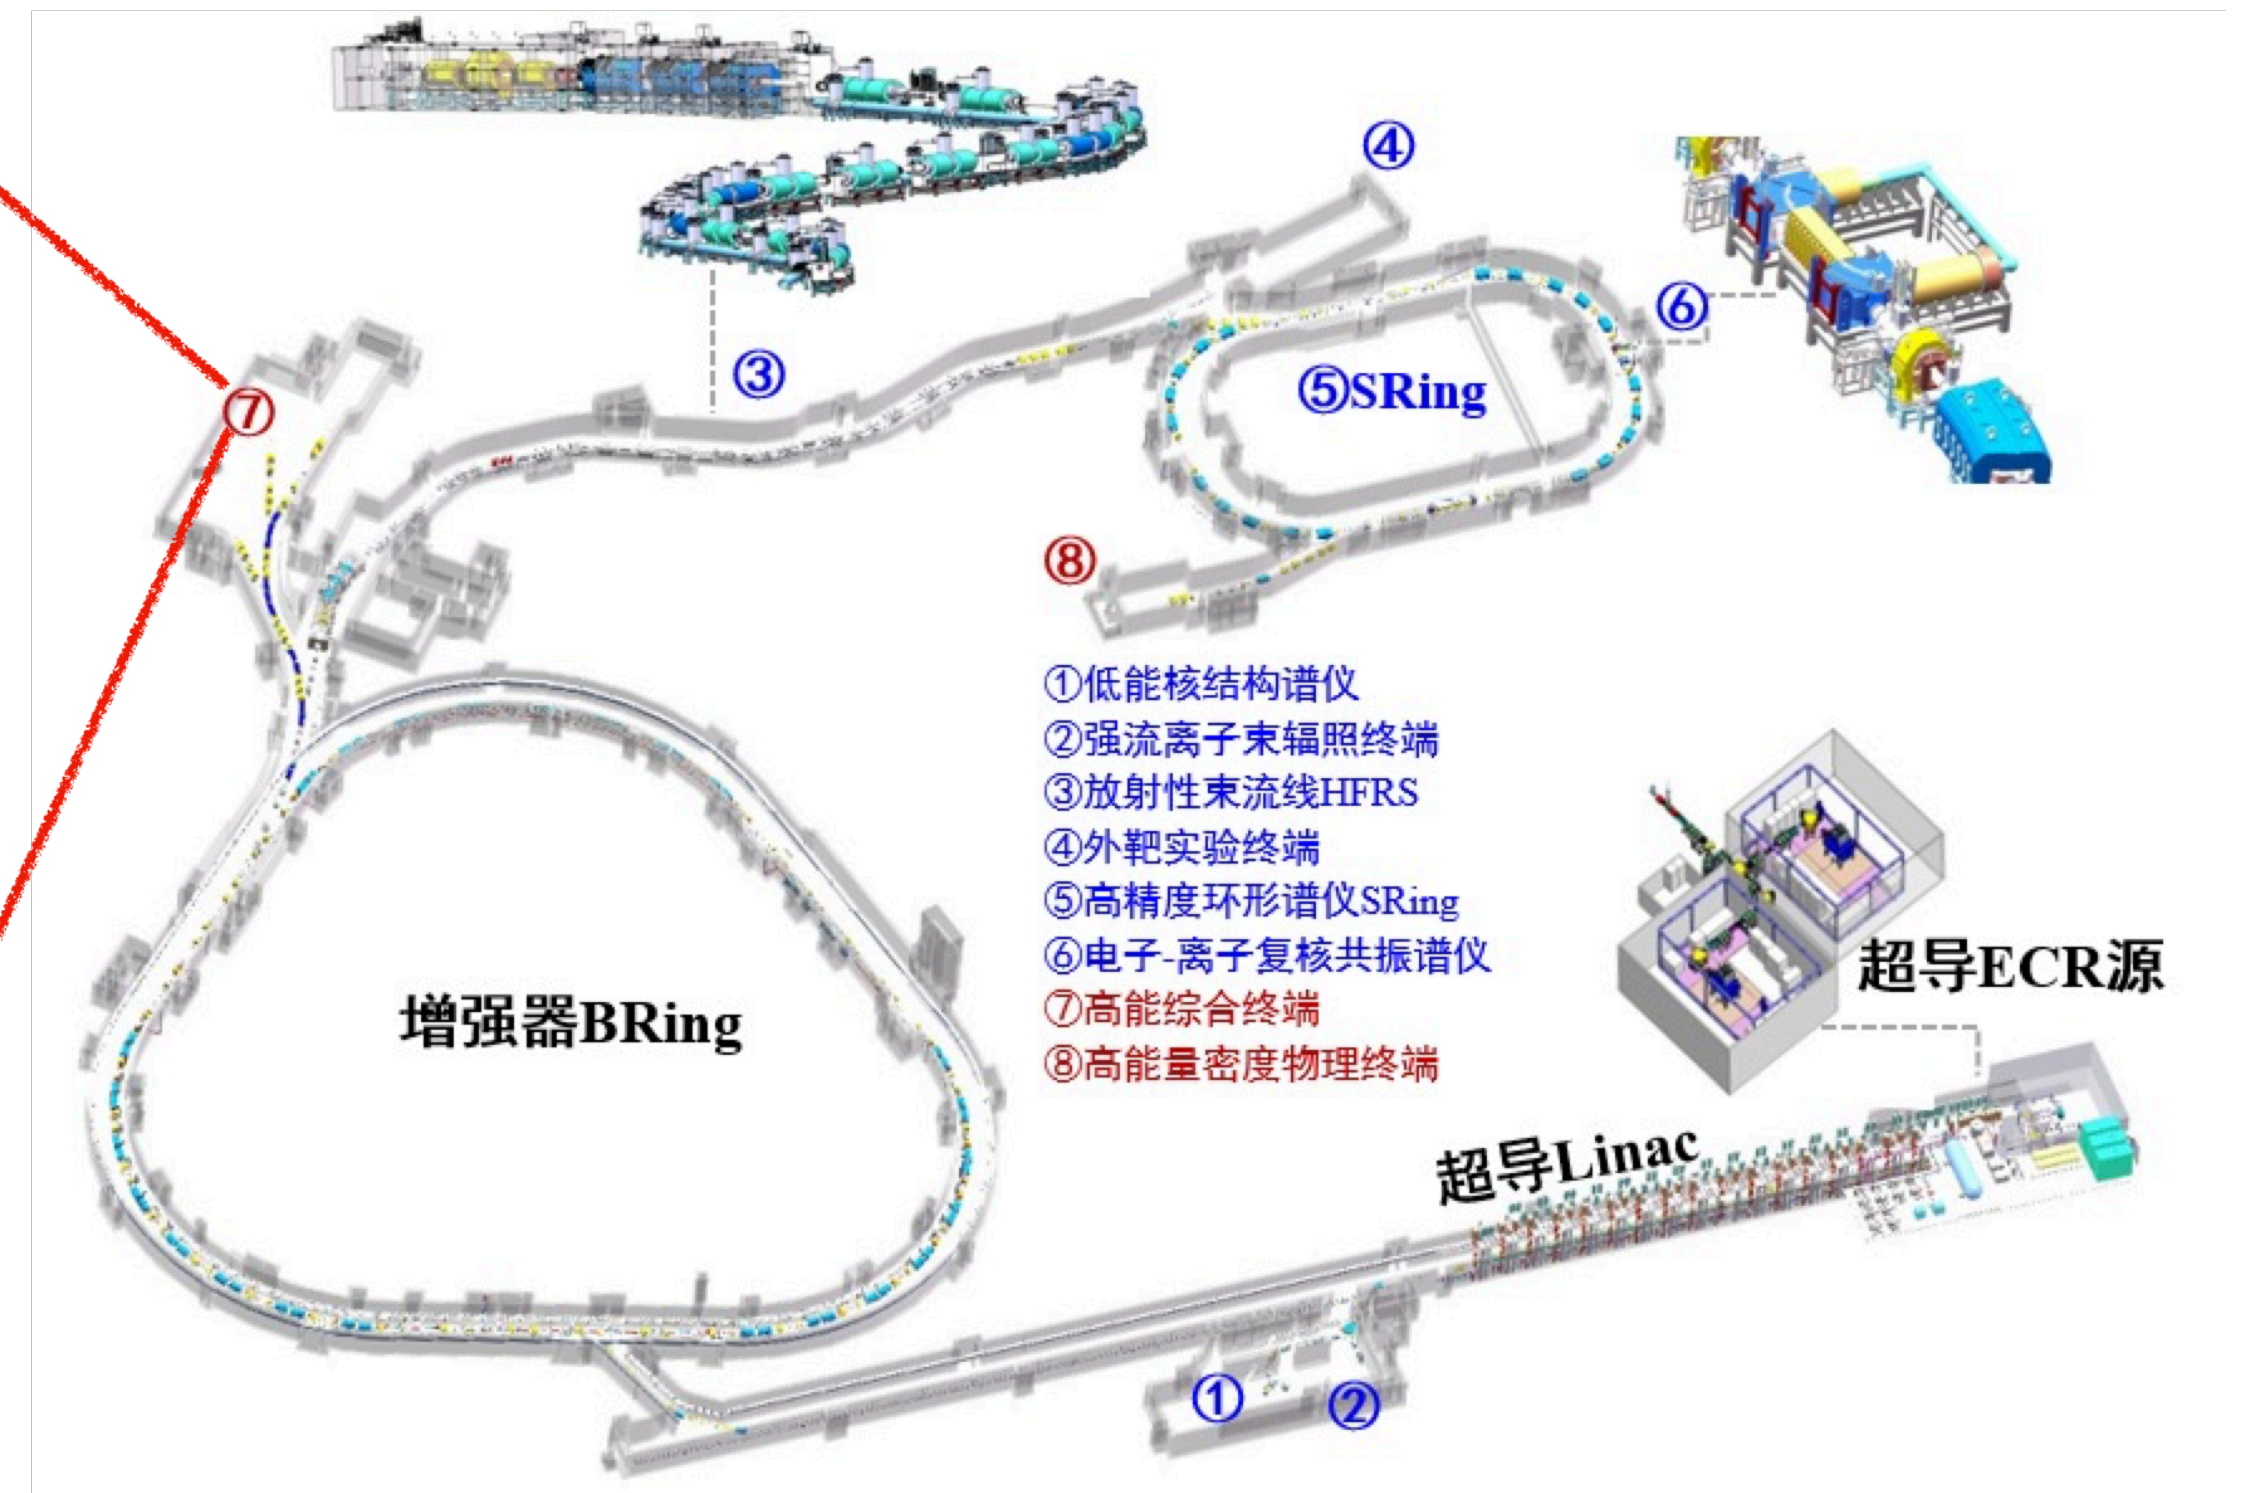 ④
⑥
③
⑤SRing
⑦
⑧
①低能核结构谱仪
②强流离子束辐照终端
③放射性束流线HFRS
④外靶实验终端
⑤高精度环形谱仪SRing
⑥电子-离子复核共振谱仪
⑦高能综合终端
⑧高能量密度物理终端
超导ECR源
增强器BRing
超导Linac
①
②